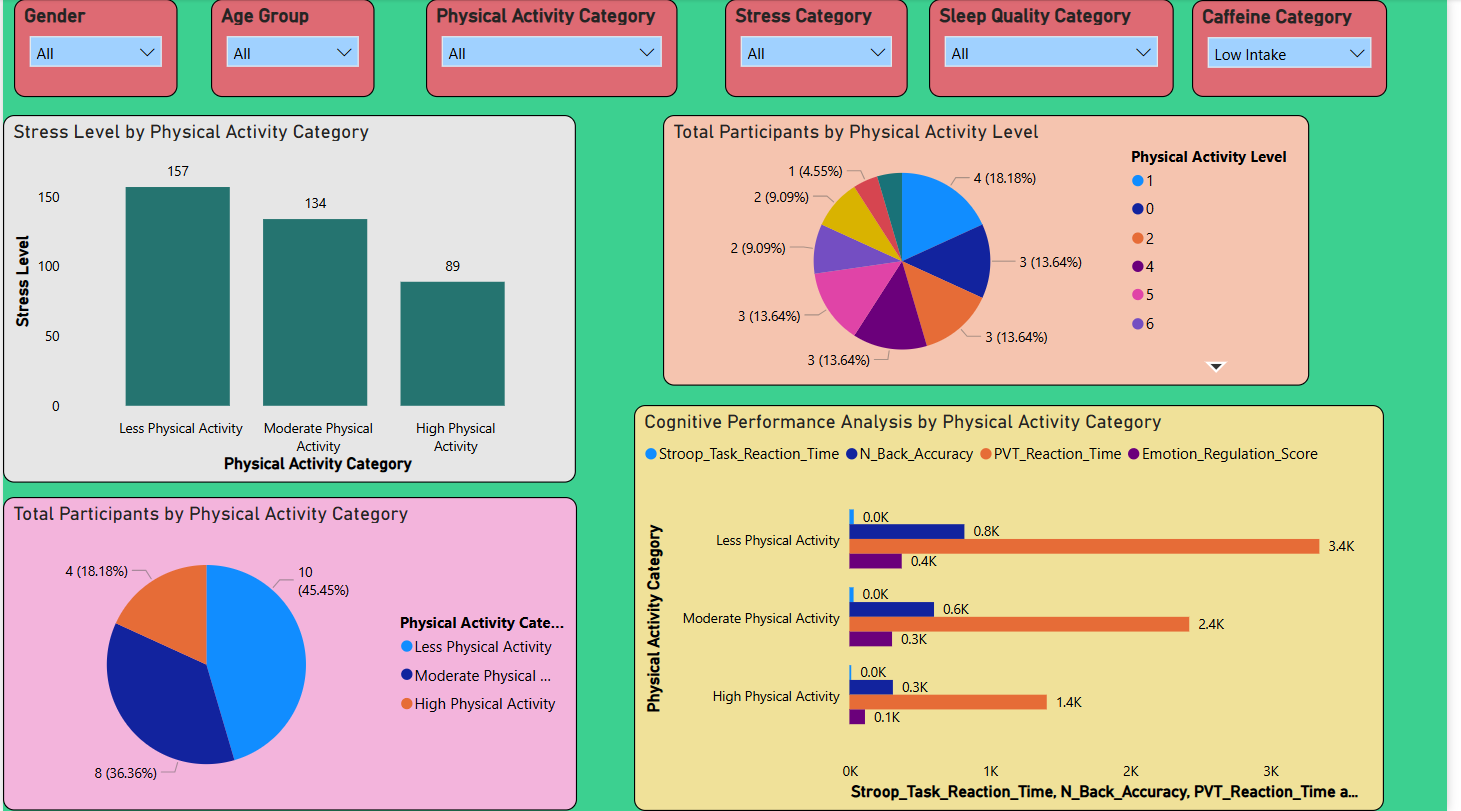 Gender
All
Age Group
All
Physical Activity Category
All
Stress Category
All
Sleep Quality Category
All
Caffeine Category
Low Intake
Stress Level by Physical Activity Category
Stress Level
150
100
50
0
157
134
89
Less Physical Activity
Moderate Physical
Activity
High Physical
Activity
Physical Activity Category
Total Participants by Physical Activity Level
1 (4.55%)
4 (18.18%)
2 (9.09%)
2 (9.09%)
3 (13.64%)
3 (13.64%)
3 (13.64%)
3 (13.64%)
Physical Activity Level
1
0
2
4
5
6
Total Participants by Physical Activity Category
4 (18.18%)
10
(45.45%)
8 (36.36%)
Physical Activity Cate...
Less Physical Activity
Moderate Physical ...
High Physical Activity
Cognitive Performance Analysis by Physical Activity Category
Stroop_Task_Reaction_Time N_Back_Accuracy PVT_Reaction_Time Emotion_Regulation_Score
Physical Activity Category
Less Physical Activity
0.0K
0.8K
3.4K
0.4K
Moderate Physical Activity
0.0K
0.6K
2.4K
0.3K
High Physical Activity
0.0K
0.3K
1.4K
0.1K
0K 1K 2K 3K
Stroop_Task_Reaction_Time, N_Back_Accuracy, PVT_Reaction_Time a...